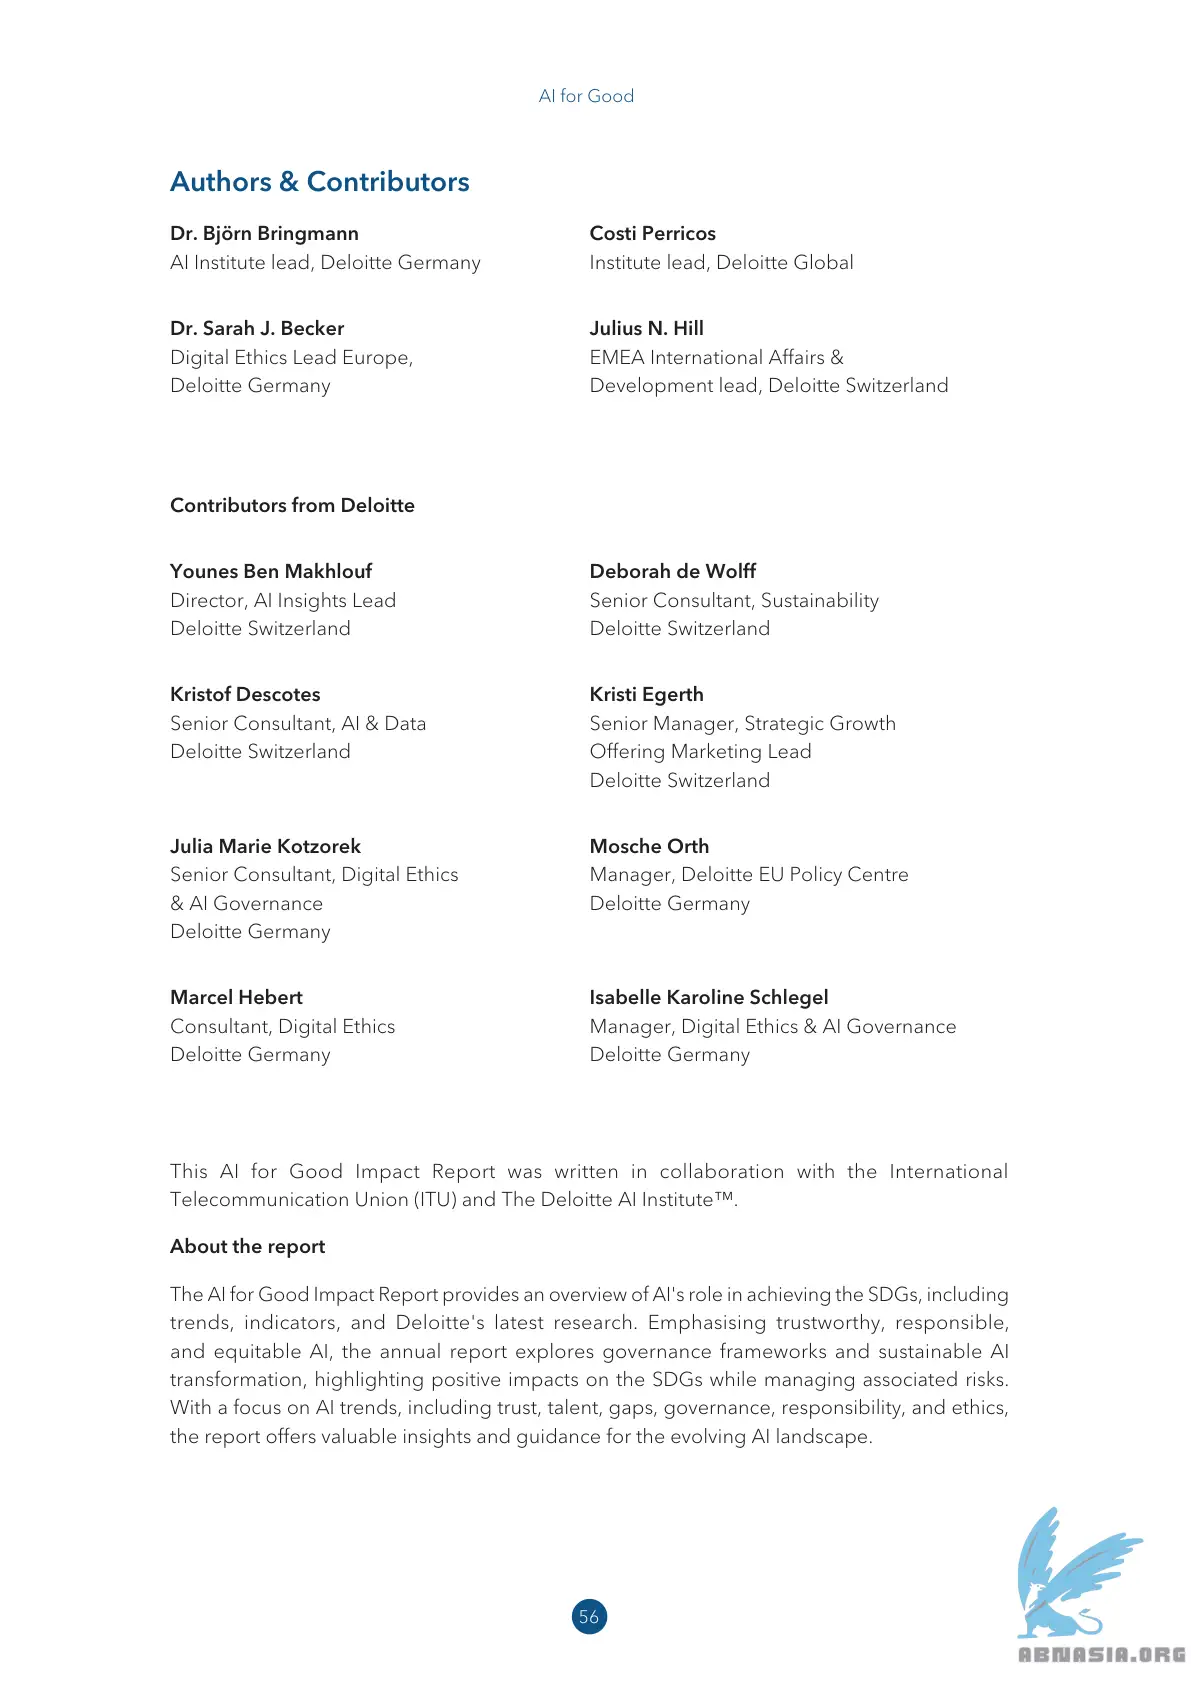 AI for Good
Authors & Contributors
Dr. Björn Bringmann
AI Institute lead, Deloitte Germany
Costi Perricos
Institute lead, Deloitte Global
Dr. Sarah J. Becker
Digital Ethics Lead Europe,
Deloitte Germany
Julius N. Hill
EMEA International Affairs &
Development lead, Deloitte Switzerland
Contributors from Deloitte
Younes Ben Makhlouf
Director, AI Insights Lead
Deloitte Switzerland
Deborah de Wolff
Senior Consultant, Sustainability
Deloitte Switzerland
Kristof Descotes
Senior Consultant, AI & Data
Deloitte Switzerland
Kristi Egerth
Senior Manager, Strategic Growth
Offering Marketing Lead
Deloitte Switzerland
Julia Marie Kotzorek
Senior Consultant, Digital Ethics
& AI Governance
Deloitte Germany
Mosche Orth
Manager, Deloitte EU Policy Centre
Deloitte Germany
Marcel Hebert
Consultant, Digital Ethics
Deloitte Germany
Isabelle Karoline Schlegel
Manager, Digital Ethics & AI Governance
Deloitte Germany
This AI for Good Impact Report was written in collaboration with the International
Telecommunication Union (ITU) and The Deloitte AI Institute™.
About the report
The AI for Good Impact Report provides an overview of AI's role in achieving the SDGs, including
trends, indicators, and Deloitte's latest research. Emphasising trustworthy, responsible,
and equitable AI, the annual report explores governance frameworks and sustainable AI
transformation, highlighting positive impacts on the SDGs while managing associated risks.
With a focus on AI trends, including trust, talent, gaps, governance, responsibility, and ethics,
the report offers valuable insights and guidance for the evolving AI landscape.
56
ABNASIA.ORG